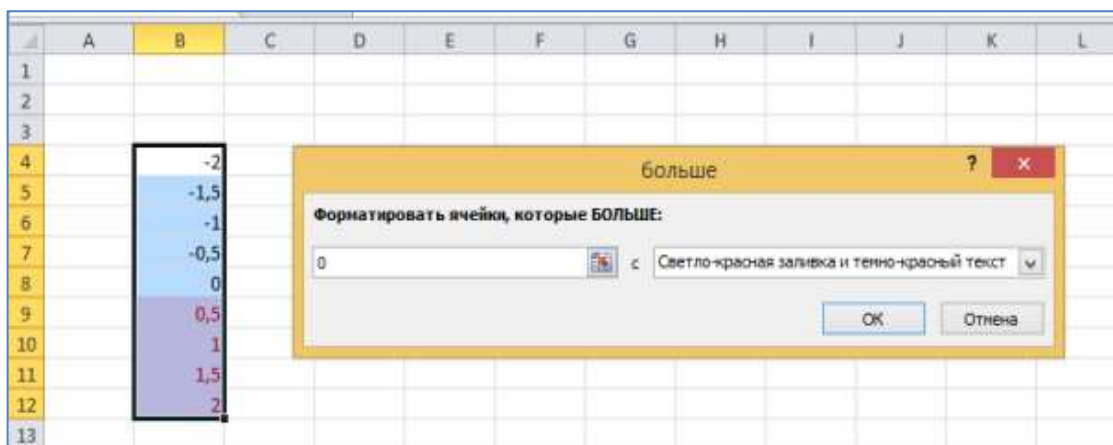 A B C D E F G H I J K L
1
2
3
4 -2
5 -1,5
6 -1
7 -0,5
8 0
9 0,5
10 1
11 1,5
12 2
13
больше ?
Форматировать ячейки, которые БОЛЬШЕ:
0 с Светло-красная заливка и темно-красный текст
ОК Отмена